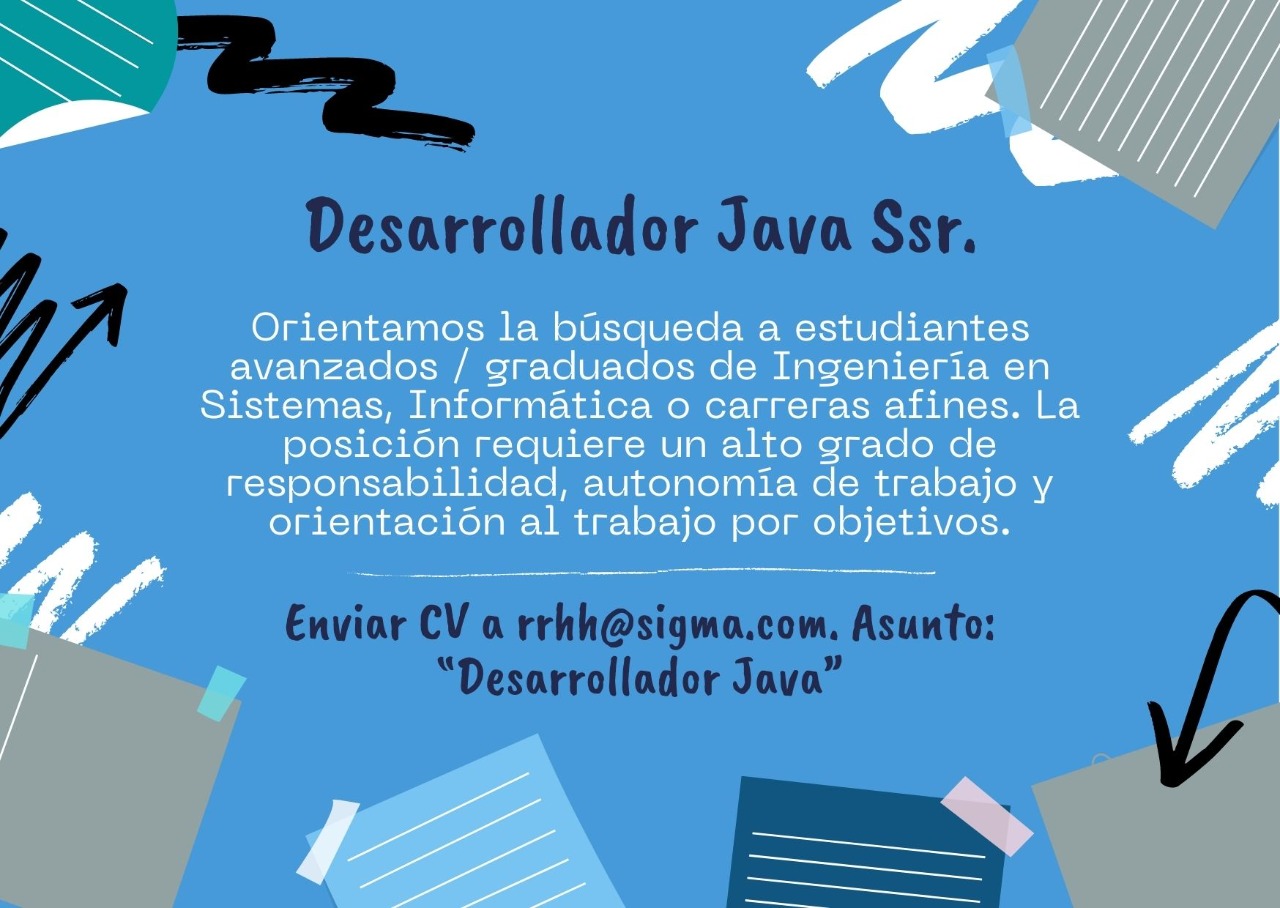 Desarrollador Java Ssr.
Orientamos la búsqueda a estudiantes
avanzados / graduados de Ingeniería en
Sistemas, Informática o carreras afines. La
posición requiere un alto grado de
responsabilidad, autonomía de trabajo y
orientación al trabajo por objetivos.
Enviar CV a rrhh@sigma.com. Asunto:
“Desarrollador Java”